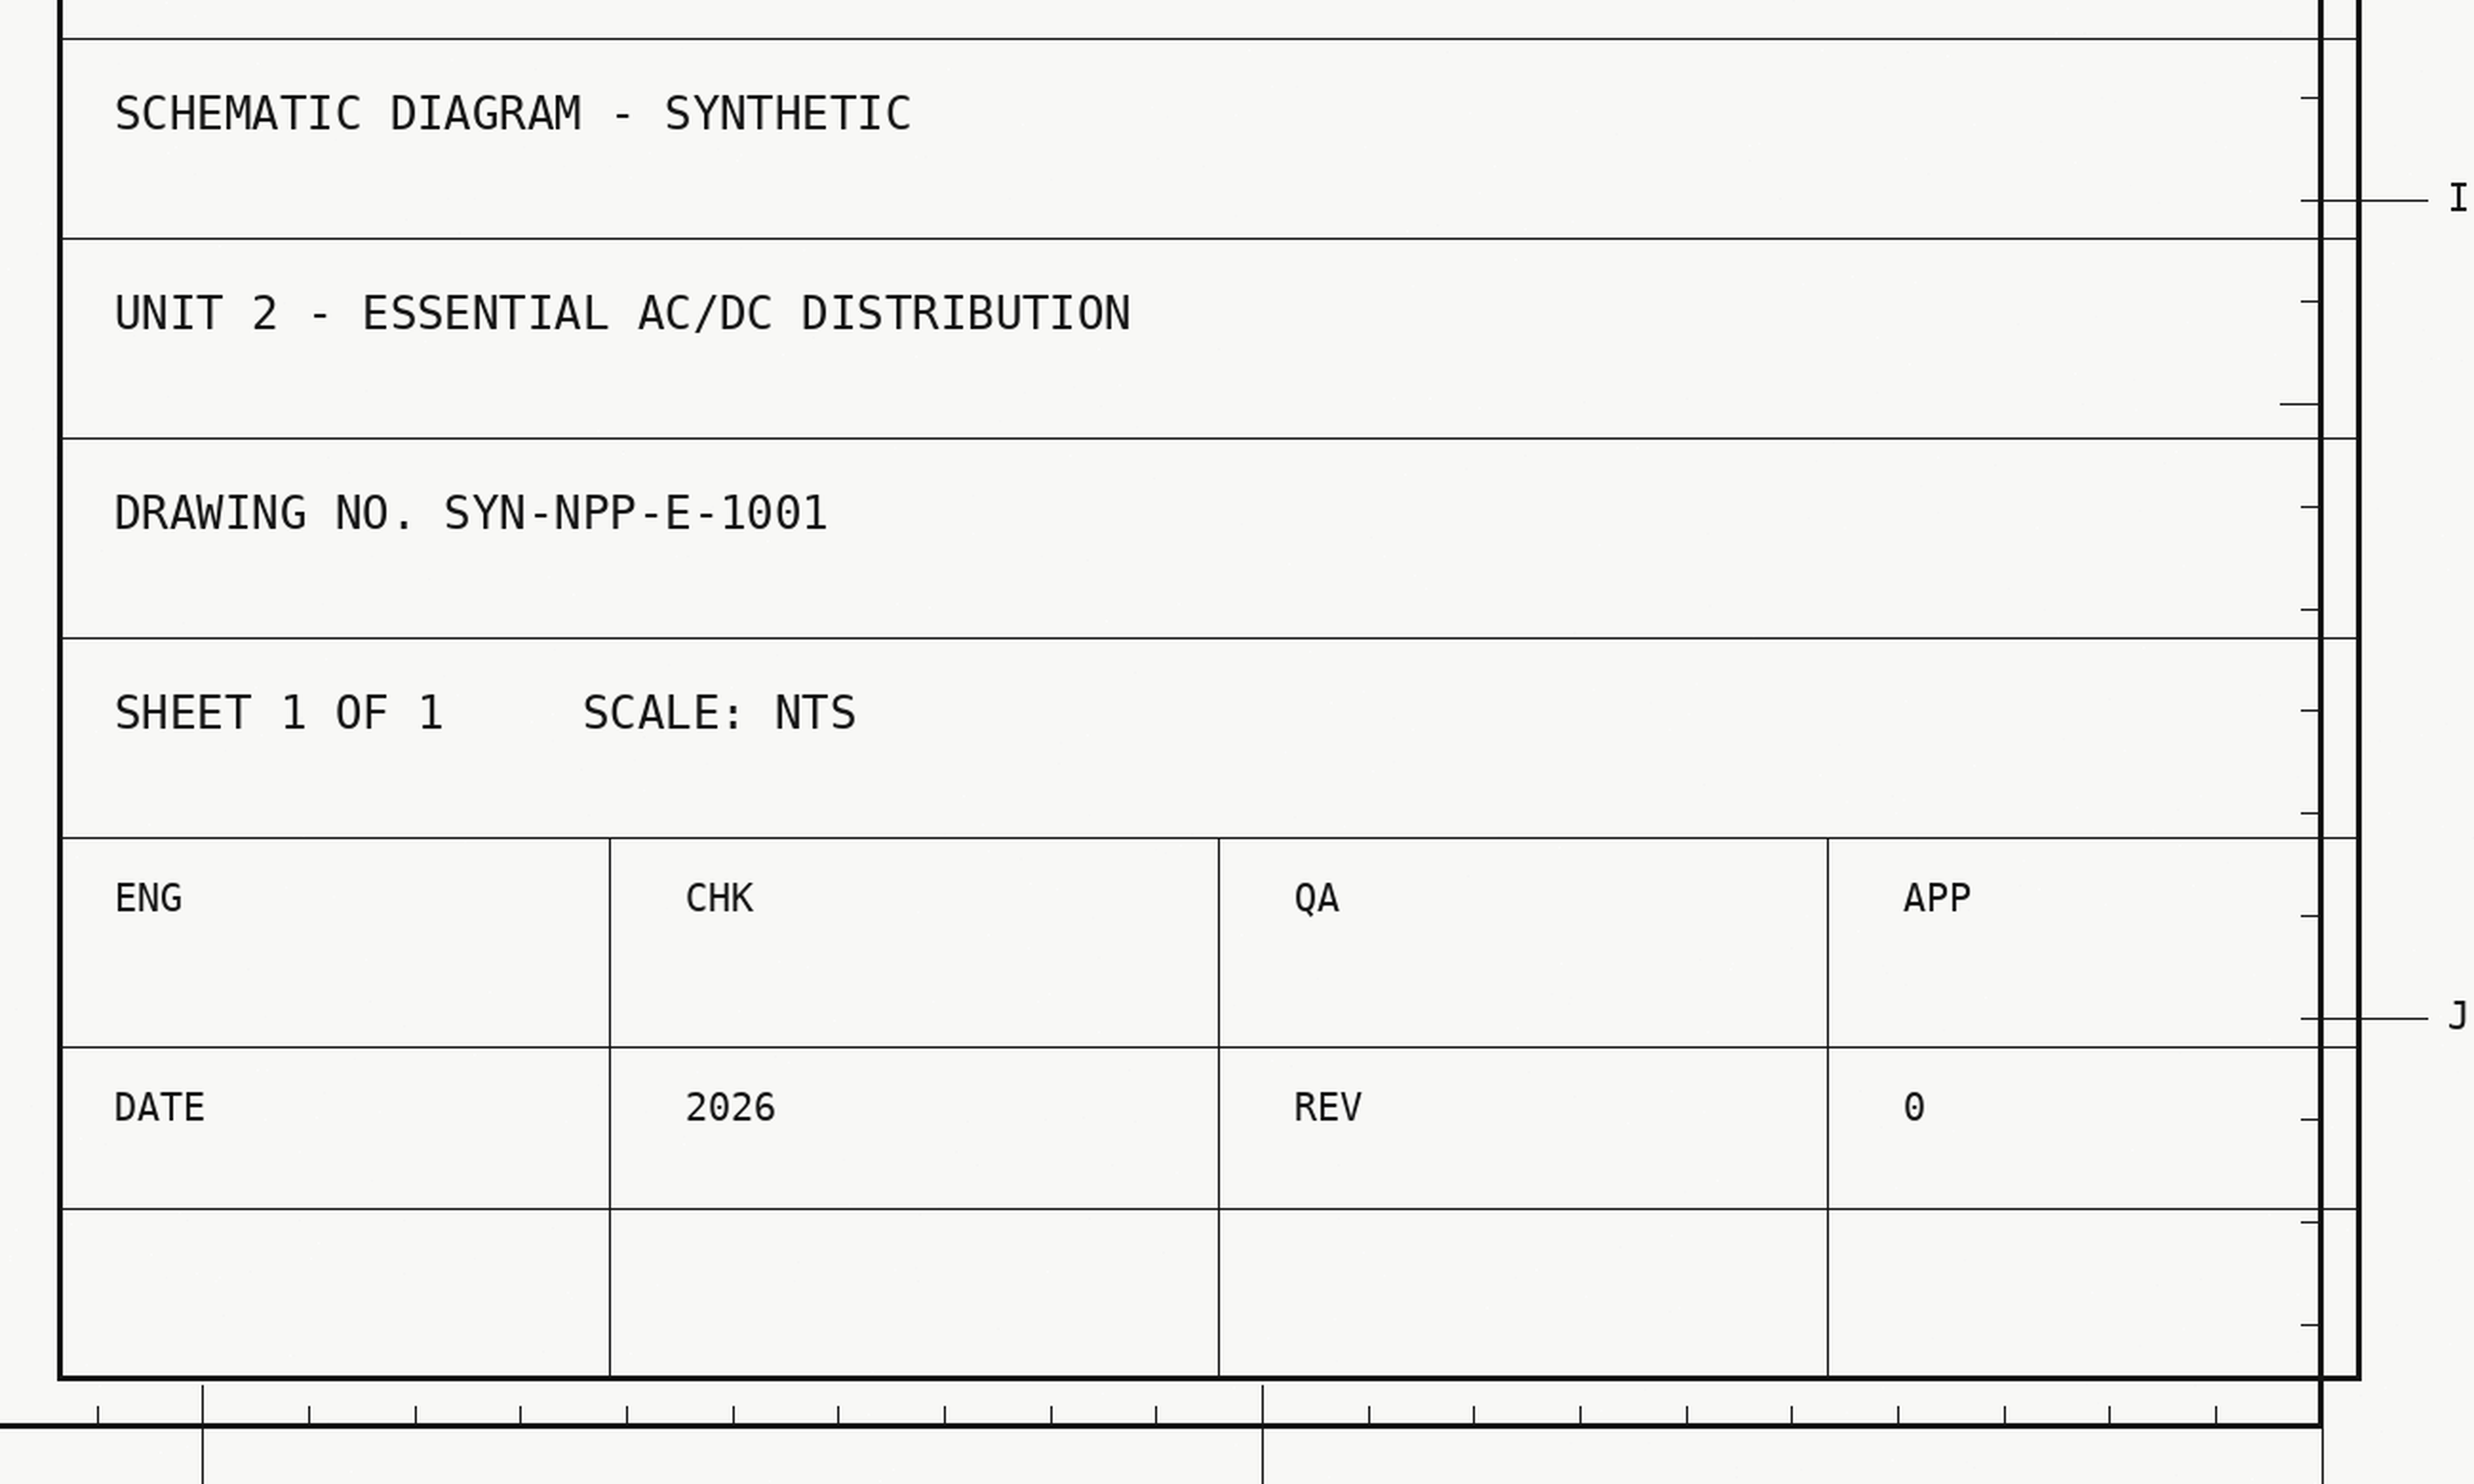 SCHEMATIC DIAGRAM - SYNTHETIC
I
UNIT 2 - ESSENTIAL AC/DC DISTRIBUTION
DRAWING NO. SYN-NPP-E-1001
SHEET 1 OF 1     SCALE: NTS
ENG CHK QA APP
J
DATE 2026 REV 0